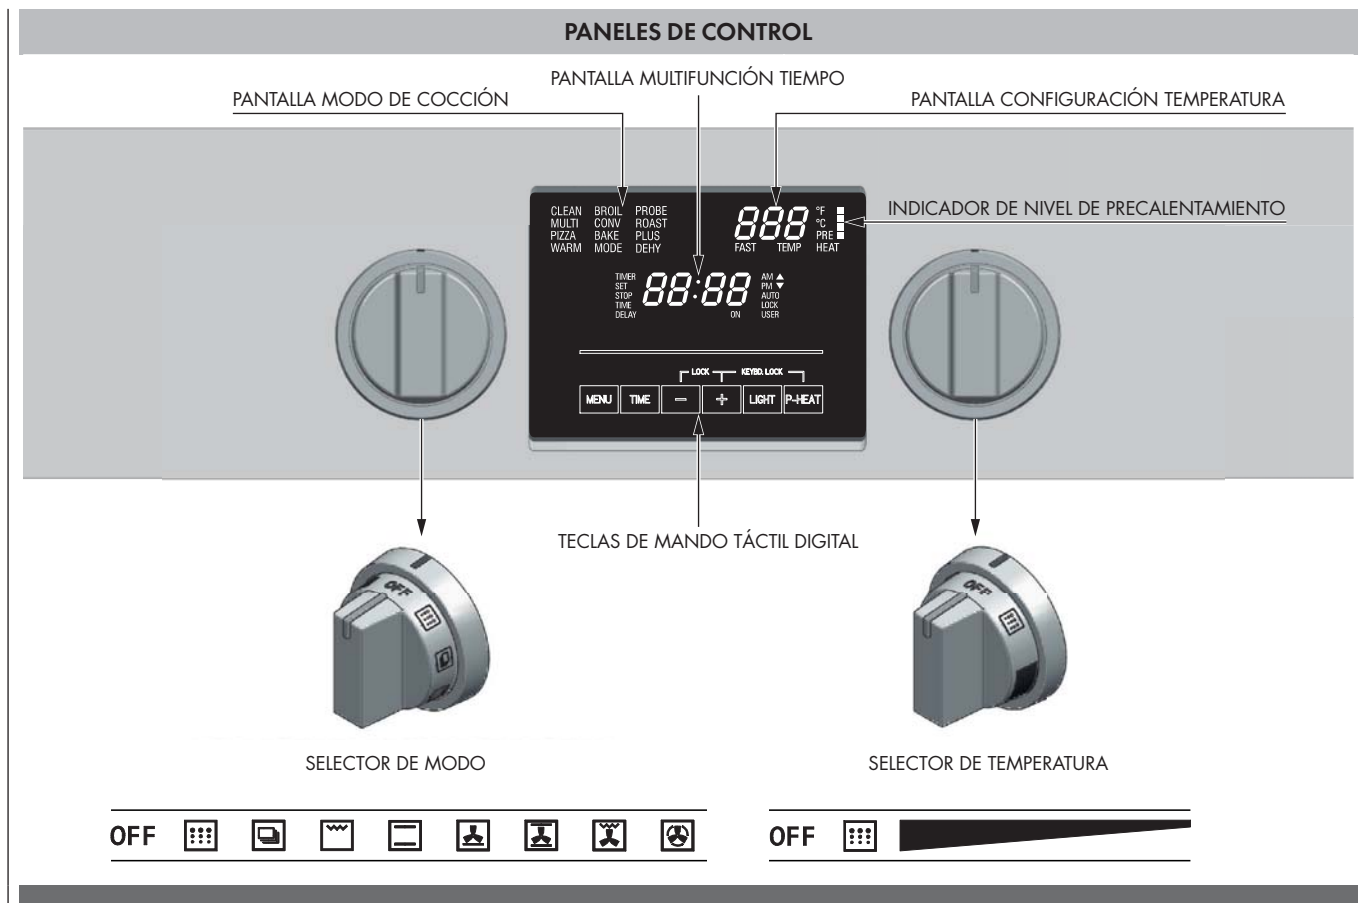 PANELES DE CONTROL
PANTALLA MULTIFUNCIÓN TIEMPO
PANTALLA MODO DE COCCIÓN
PANTALLA CONFIGURACIÓN TEMPERATURA
CLEAN BROIL PROBE
MULTI CONV ROAST
PIZZA BAKE PLUS
WARM MODE DEHY
888
°F
°C
PRE
FAST TEMP HEAT
INDICADOR DE NIVEL DE PRECALENTAMIENTO
TIMER
SET
STOP
TIME
DELAY
88:88
ON
AM ▲
PM ▼
AUTO
LOCK
USER
LOCK KEYBD. LOCK
MENU TIME − + LIGHT P-HEAT
TECLAS DE MANDO TÁCTIL DIGITAL
OFF
OFF
SELECTOR DE MODO
SELECTOR DE TEMPERATURA
OFF
OFF